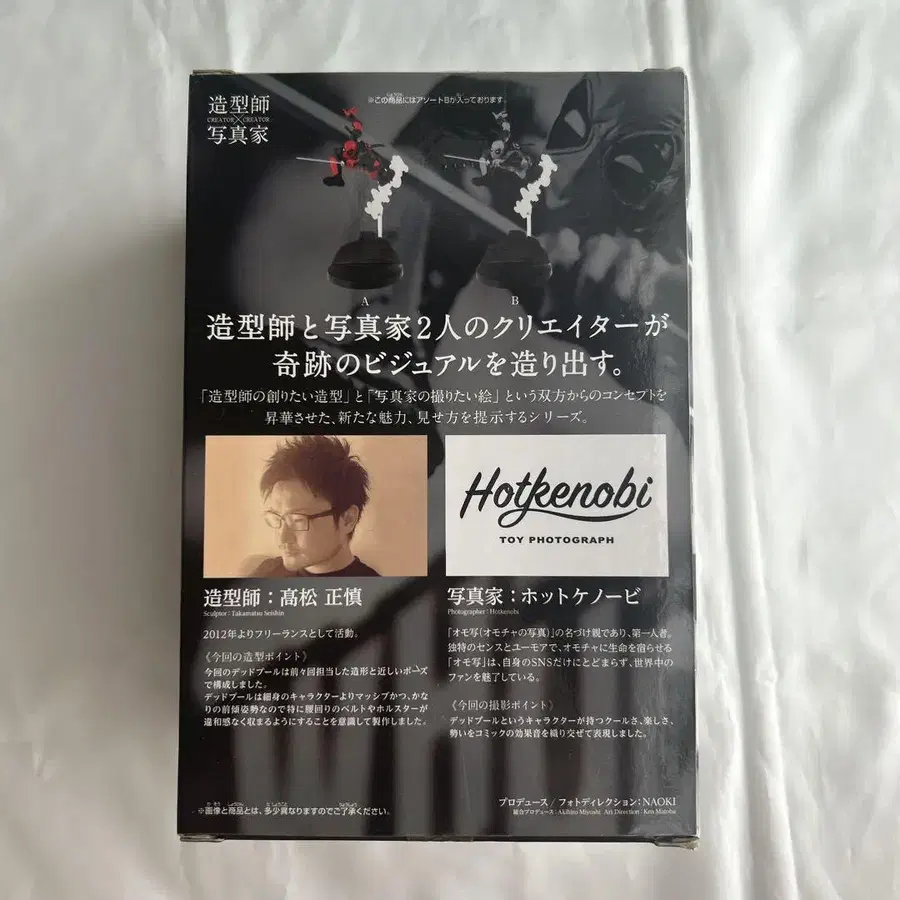 造型師
CREATOR×CREATOR
写真家
※この商品にはアソートBが入っております
A
B
造型師と写真家2人のクリエイターが
奇跡のビジュアルを造り出す。
「造型師の創りたい造型」と「写真家の撮りたい絵」という双方からのコンセプトを
昇華させた、新たな魅力、見せ方を提示するシリーズ。
Hotkenobi
TOY PHOTOGRAPH
造型師：髙松 正慎
Sculptor：Takamatsu Seishin
2012年よりフリーランスとして活動。
《今回の造型ポイント》
今回のデッドプールは前々回担当した造形と近しいポーズ
で構成しました。
デッドプールは細身のキャラクターよりマッシブかつ、かなり
の前傾姿勢なので特に腰回りのベルトやホルスターが
違和感なく収まるようにすることを意識して製作しました。
写真家：ホットケノービ
Photographer：Hotkenobi
「オモ写(オモチャの写真)」の名づけ親であり、第一人者。
独特のセンスとユーモアで、オモチャに生命を宿らせる
「オモ写」は、自身のSNSだけにとどまらず、世界中の
ファンを魅了している。
《今回の撮影ポイント》
デッドプールというキャラクターが持つクールさ、楽しさ、
勢いをコミックの効果音を織り交ぜて表現しました。
※画像と商品とは、多少異なりますのでご了承ください。
プロデュース / フォトディレクション：NAOKI
総合プロデュース：Akihiro Miyoshi Art Direction：Ken Matoba